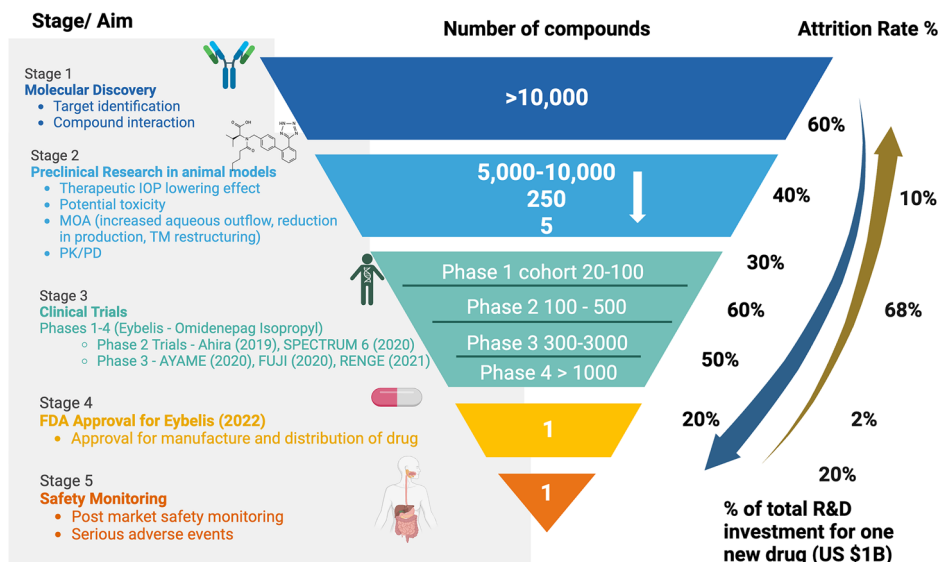 Stage/ Aim
Number of compounds
Attrition Rate %
Stage 1
Molecular Discovery
• Target identification
• Compound interaction
>10,000
60%
Stage 2
Preclinical Research in animal models
• Therapeutic IOP lowering effect
• Potential toxicity
• MOA (increased aqueous outflow, reduction
in production, TM restructuring)
• PK/PD
5,000-10,000
250
5
40%
10%
Stage 3
Clinical Trials
Phases 1-4 (Eybelis - Omidenepag Isopropyl)
○ Phase 2 Trials - Ahira (2019), SPECTRUM 6 (2020)
○ Phase 3 - AYAME (2020), FUJI (2020), RENGE (2021)
Phase 1 cohort 20-100
Phase 2 100 - 500
Phase 3 300-3000
Phase 4 > 1000
30%
60%
50%
68%
Stage 4
FDA Approval for Eybelis (2022)
• Approval for manufacture and distribution of drug
1
20%
2%
Stage 5
Safety Monitoring
• Post market safety monitoring
• Serious adverse events
1
20%
% of total R&D
investment for one
new drug (US $1B)